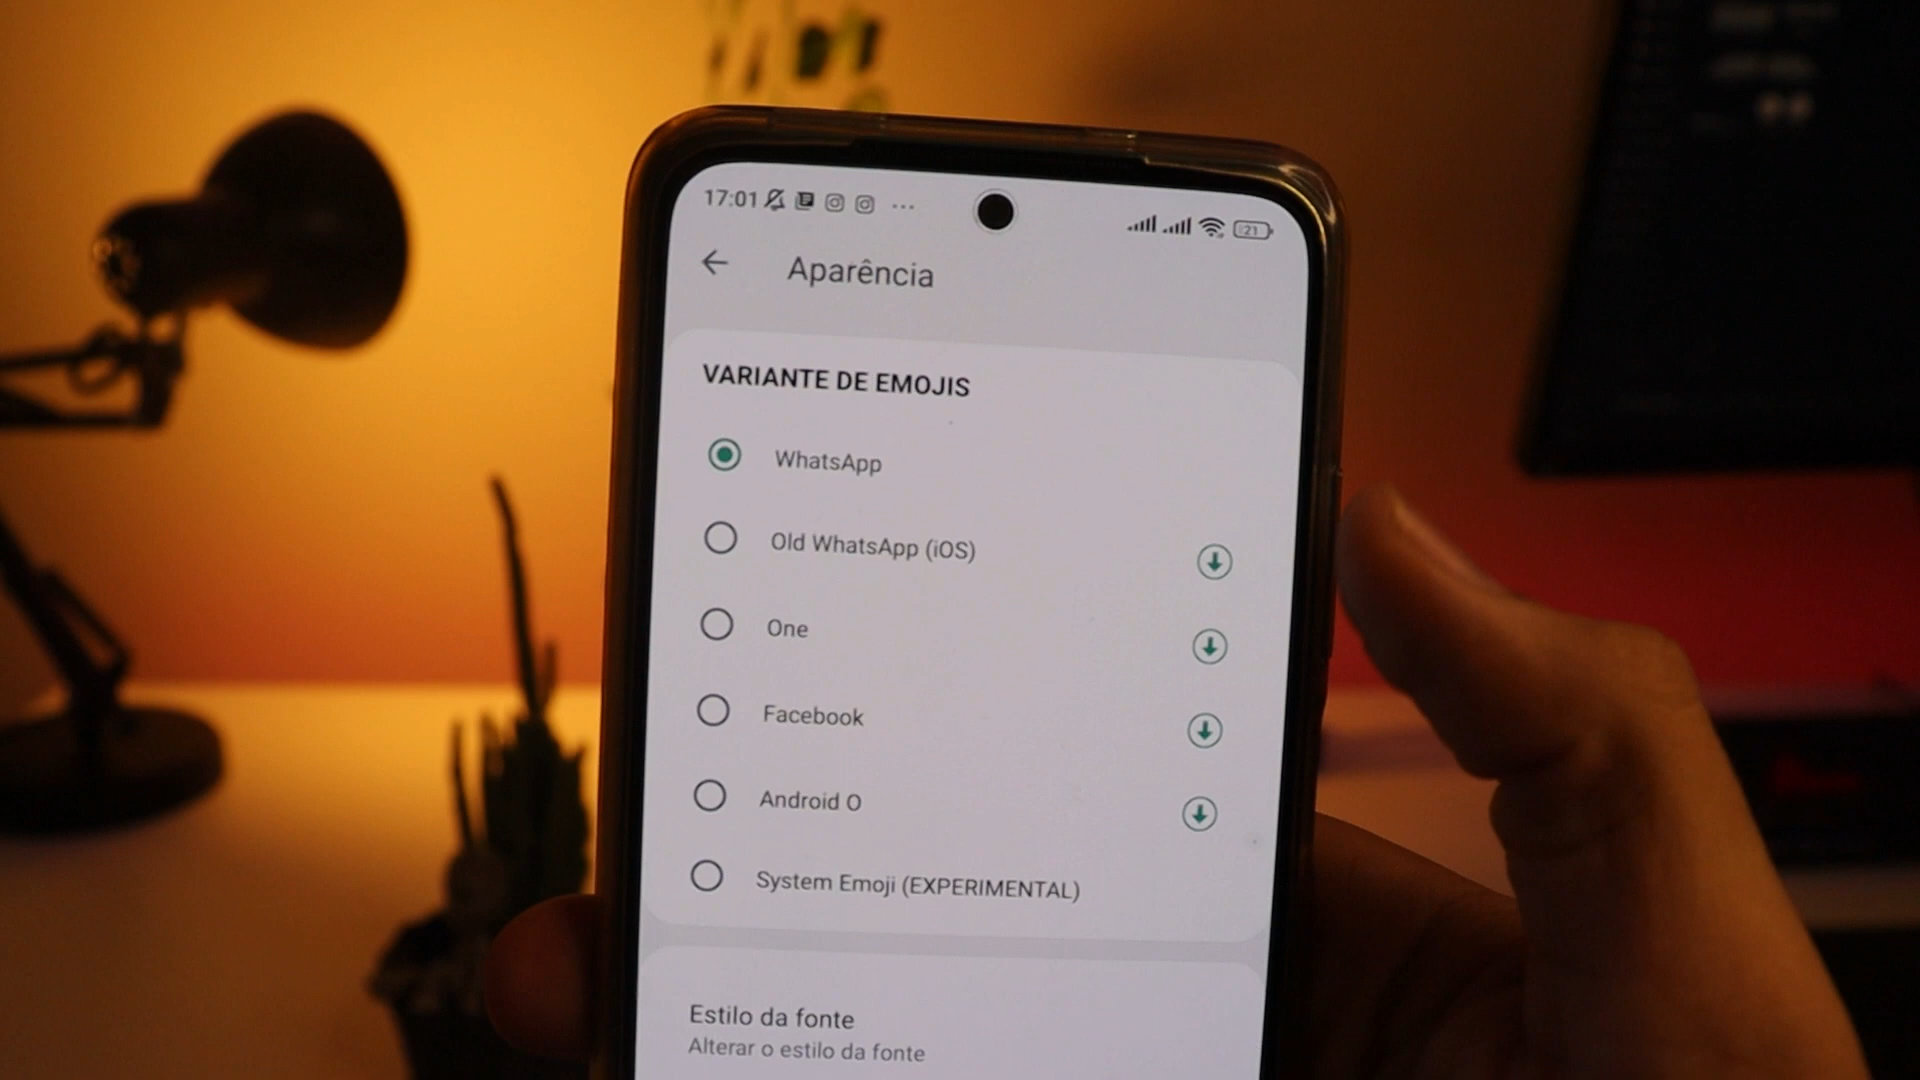 17:01
21
Aparência
VARIANTE DE EMOJIS
WhatsApp
Old WhatsApp (iOS)
One
Facebook
Android O
System Emoji (EXPERIMENTAL)
Estilo da fonte
Alterar o estilo da fonte